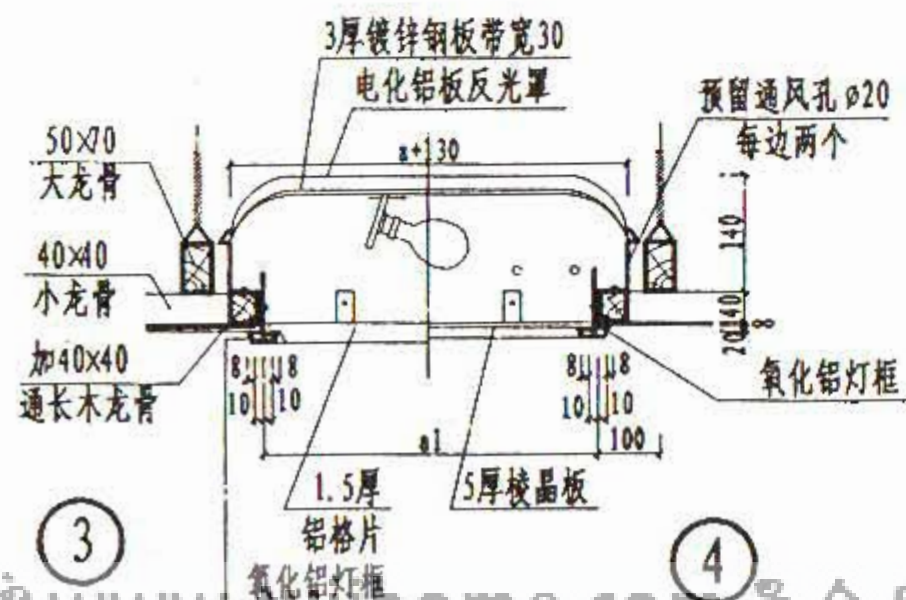 3厚镀锌钢板带宽30
电化铝板反光罩
预留通风孔ø20
每边两个
50×70
大龙骨
a+130
140
40×40
小龙骨
40
20
8
加40×40
通长木龙骨
8 8
10 10
8 8
10 10
氧化铝灯框
a1
100
1.5厚
铝格片
氧化铝灯框
5厚棱晶板
3
4